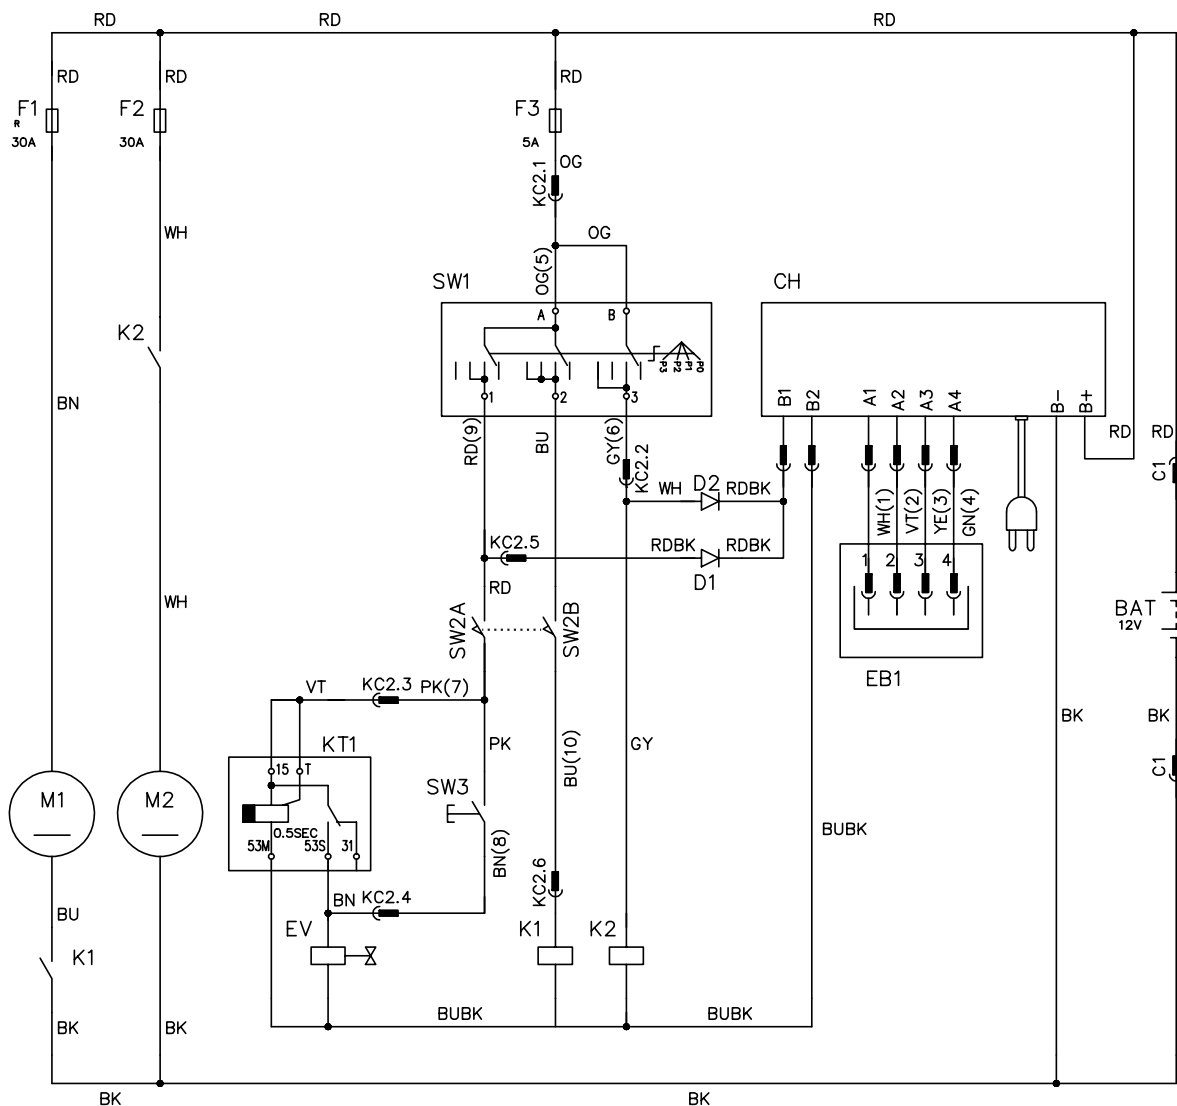 RD
RD
RD
RD
RD
RD
F1
R
30A
F2
30A
F3
5A
OG
KC2.1
WH
OG
OG(5)
SW1
CH
A
B
K2
P3
P2
P1
P0
1
2
3
BN
B1
B2
A1
A2
A3
A4
B-
B+
RD(9)
BU
GY(6)
KC2.2
RD
RD
C1
WH
D2
RDBK
WH(1)
VT(2)
YE(3)
GN(4)
KC2.5
RDBK
RDBK
D1
1
2
3
4
RD
WH
SW2A
SW2B
BAT
12V
EB1
VT
KC2.3
PK(7)
BK
BK
KT1
PK
BU(10)
GY
15
T
C1
M1
M2
SW3
0.5SEC
53M
53S
31
BN(8)
BUBK
KC2.6
BN
KC2.4
BU
EV
K1
K2
K1
BUBK
BUBK
BK
BK
BK
BK